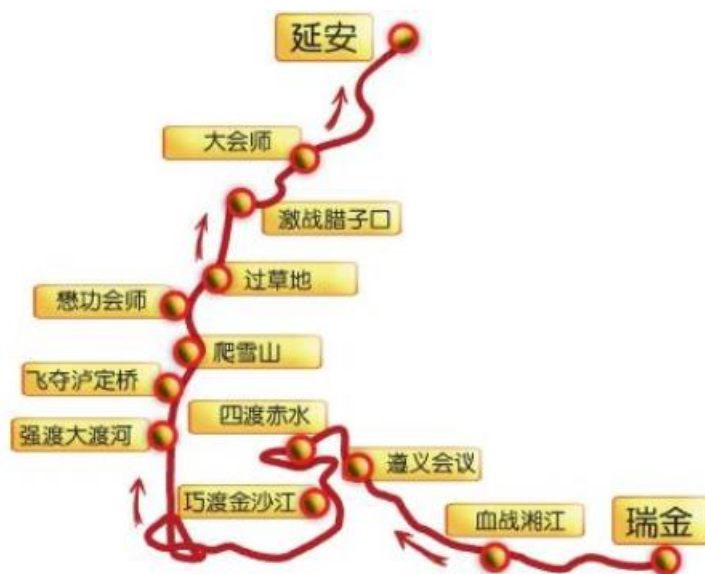 延安
大会师
激战腊子口
过草地
懋功会师
爬雪山
飞夺泸定桥
四渡赤水
强渡大渡河
遵义会议
巧渡金沙江
血战湘江
瑞金